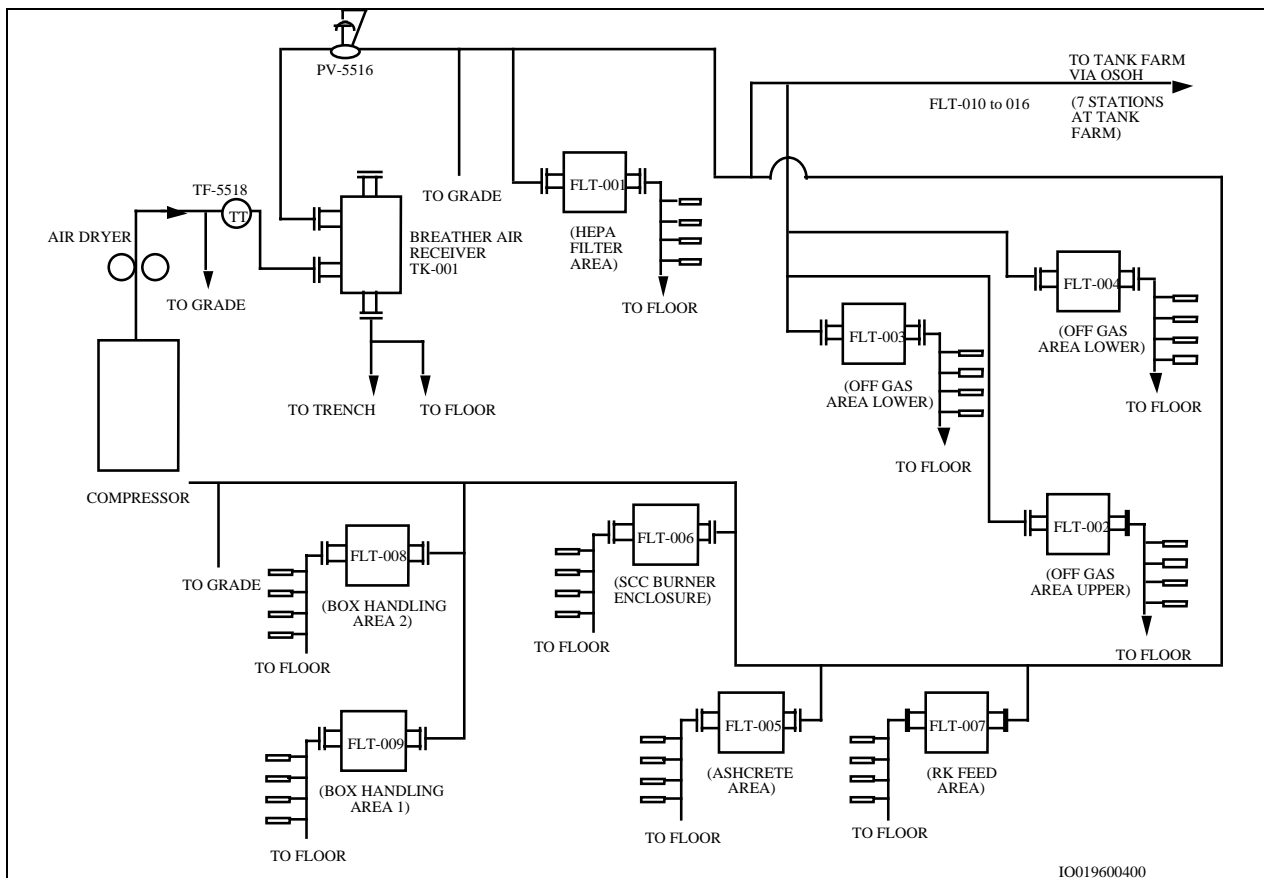 PV-5516
TO TANK FARM
VIA OSOH
FLT-010 to 016
(7 STATIONS
AT TANK
FARM)
TF-5518
TT
AIR DRYER
TO GRADE
BREATHER AIR
RECEIVER
TK-001
TO GRADE
FLT-001
(HEPA
FILTER
AREA)
TO FLOOR
FLT-004
(OFF GAS
AREA LOWER)
TO FLOOR
FLT-003
(OFF GAS
AREA LOWER)
TO FLOOR
TO TRENCH
TO FLOOR
COMPRESSOR
TO GRADE
FLT-008
(BOX HANDLING
AREA 2)
TO FLOOR
FLT-006
(SCC BURNER
ENCLOSURE)
TO FLOOR
FLT-002
(OFF GAS
AREA UPPER)
TO FLOOR
FLT-009
(BOX HANDLING
AREA 1)
TO FLOOR
FLT-005
(ASHCRETE
AREA)
TO FLOOR
FLT-007
(RK FEED
AREA)
TO FLOOR
IO019600400